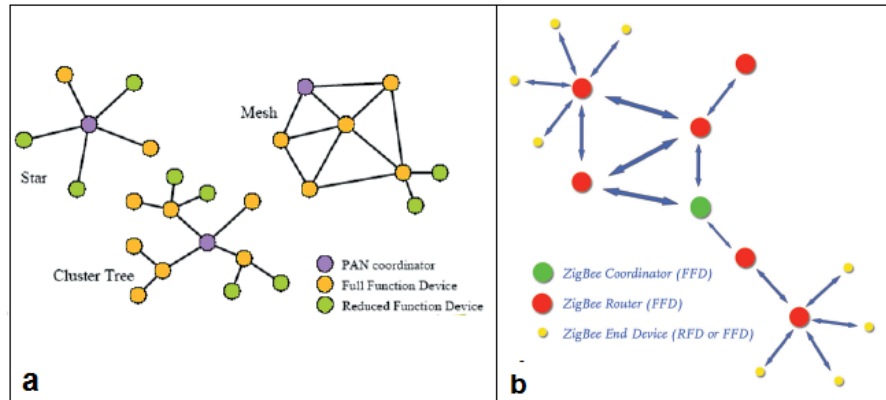 Star
Mesh
Cluster Tree
PAN coordinator
Full Function Device
Reduced Function Device
a
ZigBee Coordinator (FFD)
ZigBee Router (FFD)
ZigBee End Device (RFD or FFD)
b